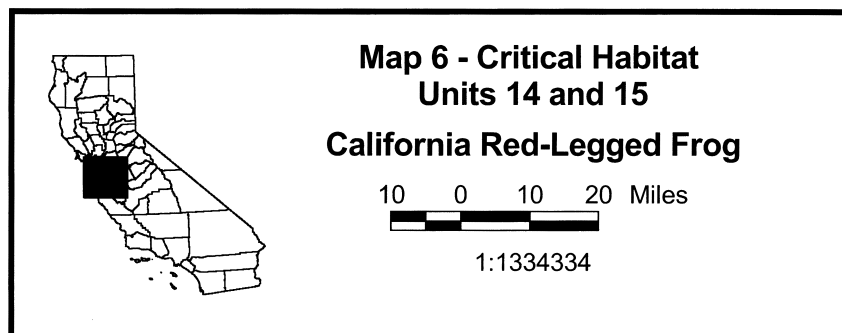 Map 6 - Critical Habitat
Units 14 and 15
California Red-Legged Frog
10 0 10 20 Miles
1:1334334